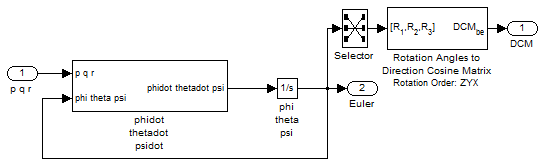 1
p q r
p q r
phi theta psi
phidot thetadot psi
phidot
thetadot
psidot
1/s
phi
theta
psi
Selector
[R1,R2,R3]
DCMbe
Rotation Angles to
Direction Cosine Matrix
Rotation Order: ZYX
1
DCM
2
Euler